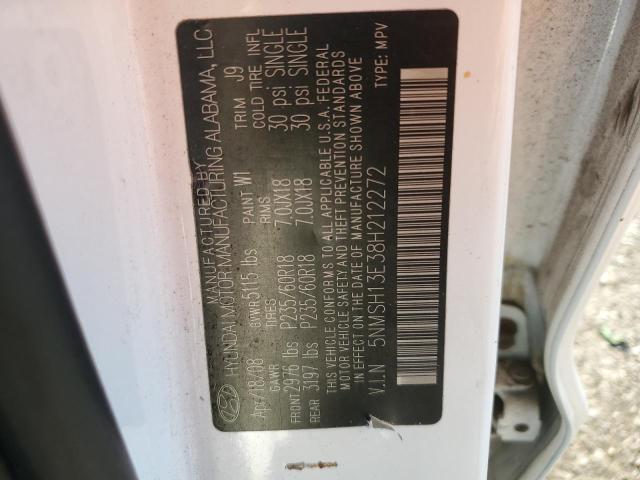 MANUFACTURED BY
HYUNDAI MOTOR MANUFACTURING ALABAMA, LLC.
Apr/18/08 GVWR 5115 lbs PAINT W1 TRIM J9
GAWR TIRES RIMS COLD TIRE INFL
FRONT 2976 lbs P235/60R18 7.0JX18 30 psi SINGLE
REAR 3197 lbs P235/60R18 7.0JX18 30 psi SINGLE
THIS VEHICLE CONFORMS TO ALL APPLICABLE U.S.A. FEDERAL
MOTOR VEHICLE SAFETY AND THEFT PREVENTION STANDARDS
IN EFFECT ON THE DATE OF MANUFACTURE SHOWN ABOVE
V.I.N 5NMSH13E38H212272 TYPE: MPV